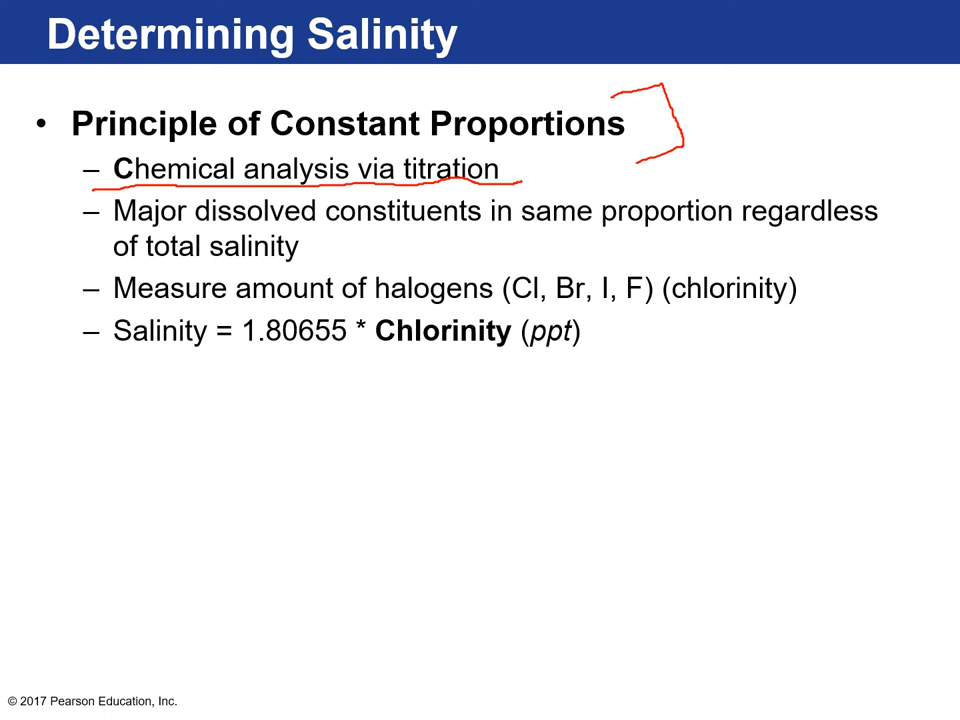 Determining Salinity
• Principle of Constant Proportions
– Chemical analysis via titration
– Major dissolved constituents in same proportion regardless
of total salinity
– Measure amount of halogens (Cl, Br, I, F) (chlorinity)
– Salinity = 1.80655 * Chlorinity (ppt)
© 2017 Pearson Education, Inc.